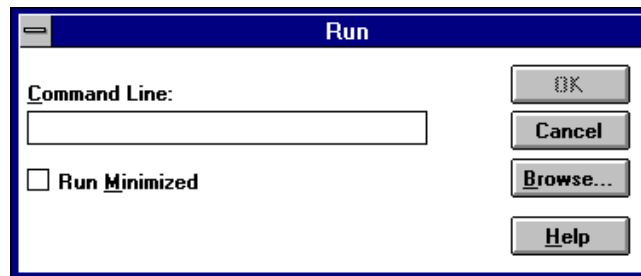 Run
Command Line:
OK
Cancel
Run Minimized
Browse...
Help